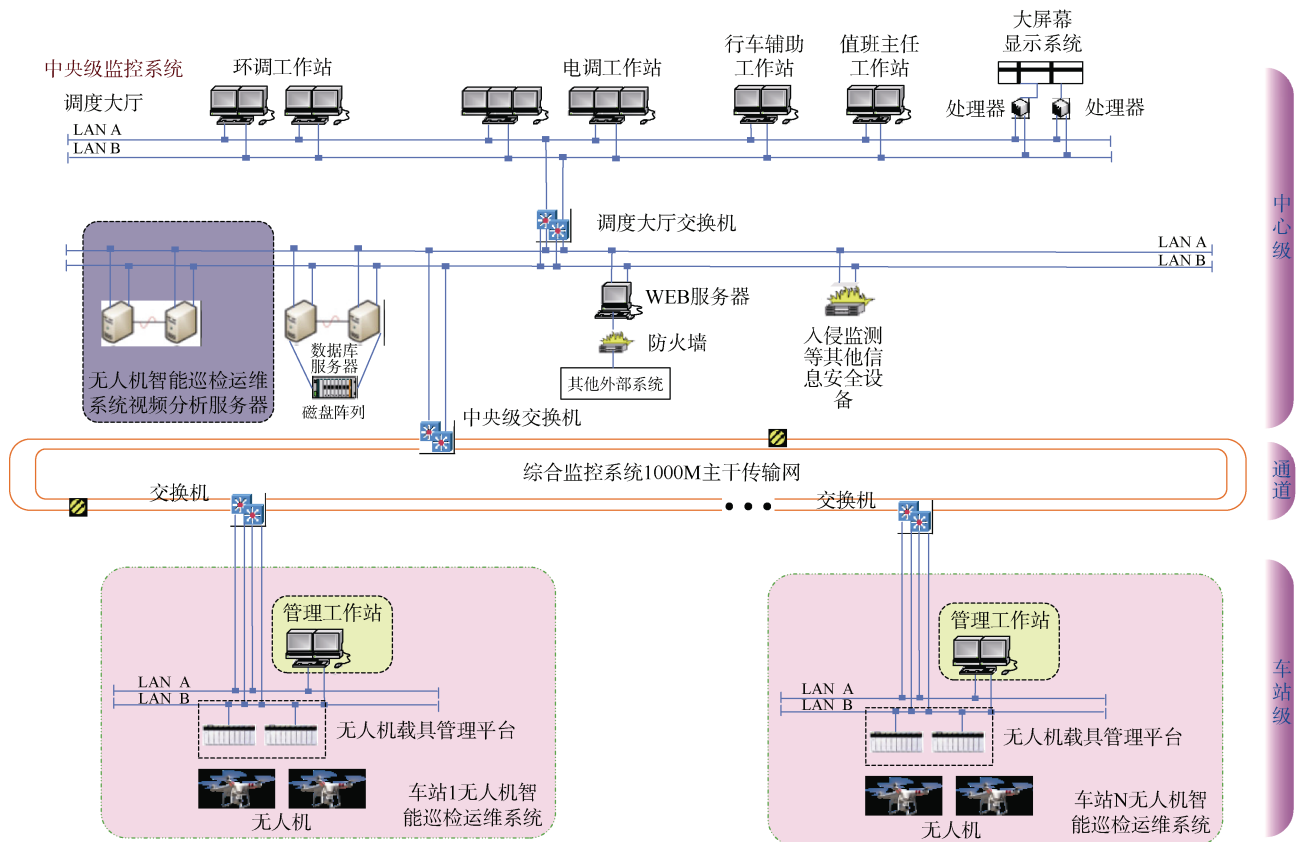 中央级监控系统
调度大厅
环调工作站
电调工作站
行车辅助
工作站
值班主任
工作站
大屏幕
显示系统
处理器
处理器
LAN A
LAN B
调度大厅交换机
LAN A
LAN B
无人机智能巡检运维
系统视频分析服务器
数据库
服务器
磁盘阵列
WEB服务器
防火墙
其他外部系统
入侵监测
等其他信
息安全设
备
中心级
中央级交换机
综合监控系统1000M主干传输网
交换机
交换机
通道
管理工作站
LAN A
LAN B
无人机载具管理平台
无人机
车站1无人机智
能巡检运维系统
管理工作站
LAN A
LAN B
无人机载具管理平台
无人机
车站N无人机智
能巡检运维系统
车站级